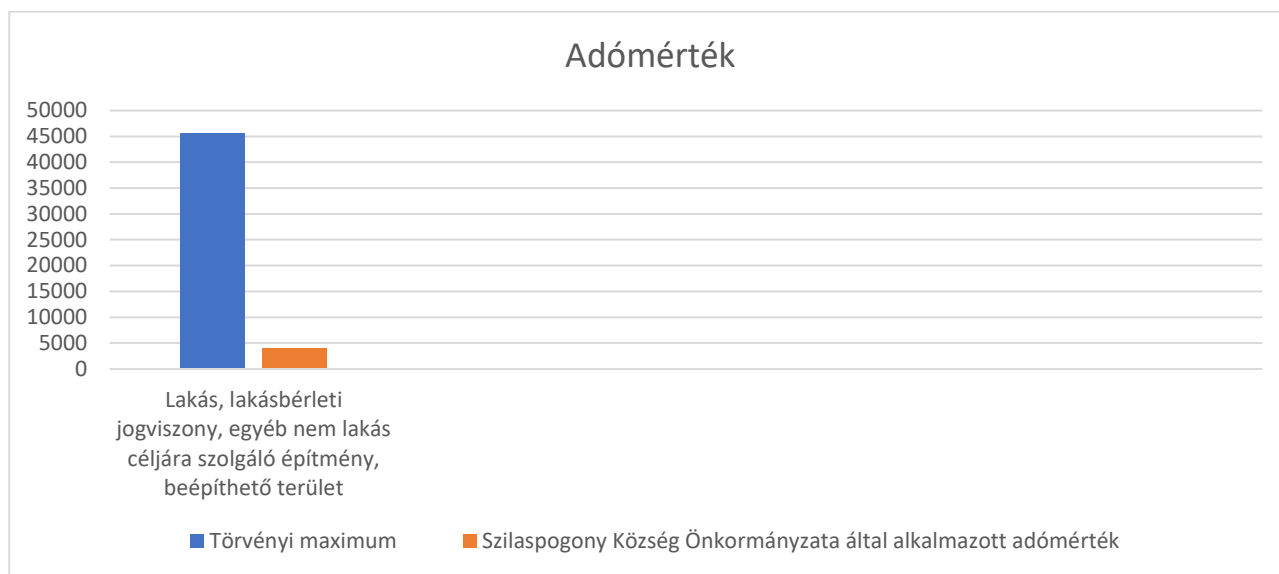 Adómérték
50000
45000
40000
35000
30000
25000
20000
15000
10000
5000
0
Lakás, lakásbérleti
jogviszony, egyéb nem lakás
céljára szolgáló építmény,
beépíthető terület
Törvényi maximum
Szilaspogony Község Önkormányzata által alkalmazott adómérték